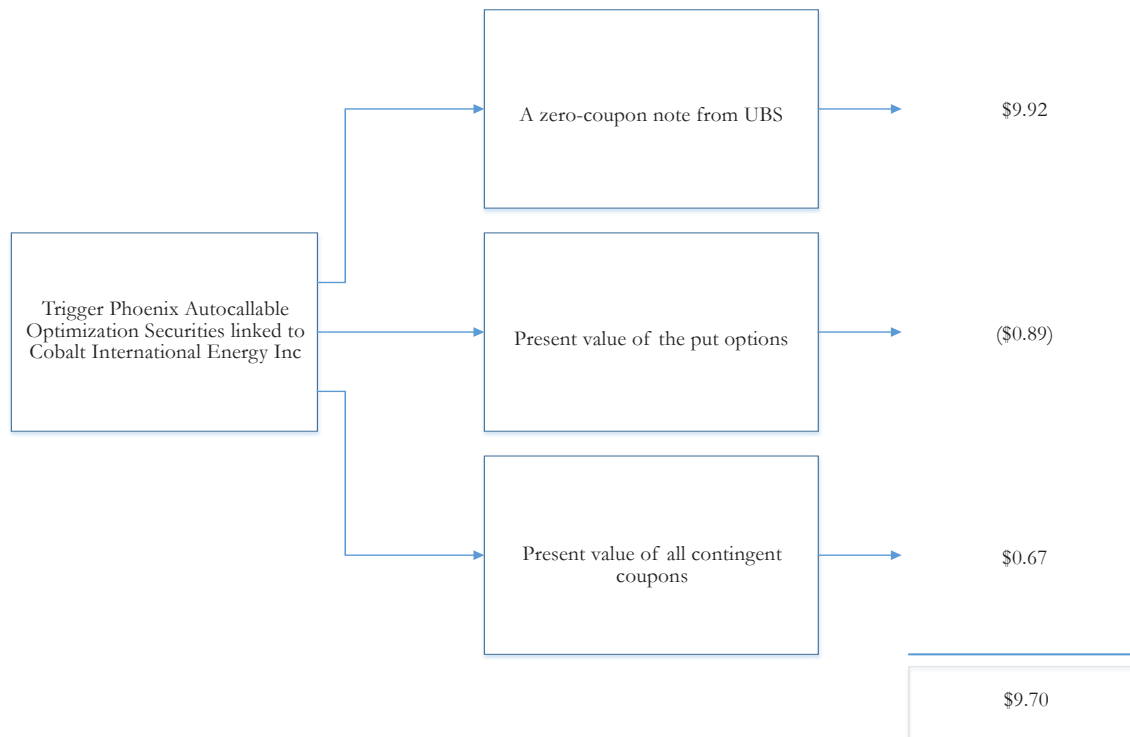 A zero-coupon note from UBS
$9.92
Trigger Phoenix Autocallable
Optimization Securities linked to
Cobalt International Energy Inc
Present value of the put options
($0.89)
Present value of all contingent
coupons
$0.67
$9.70